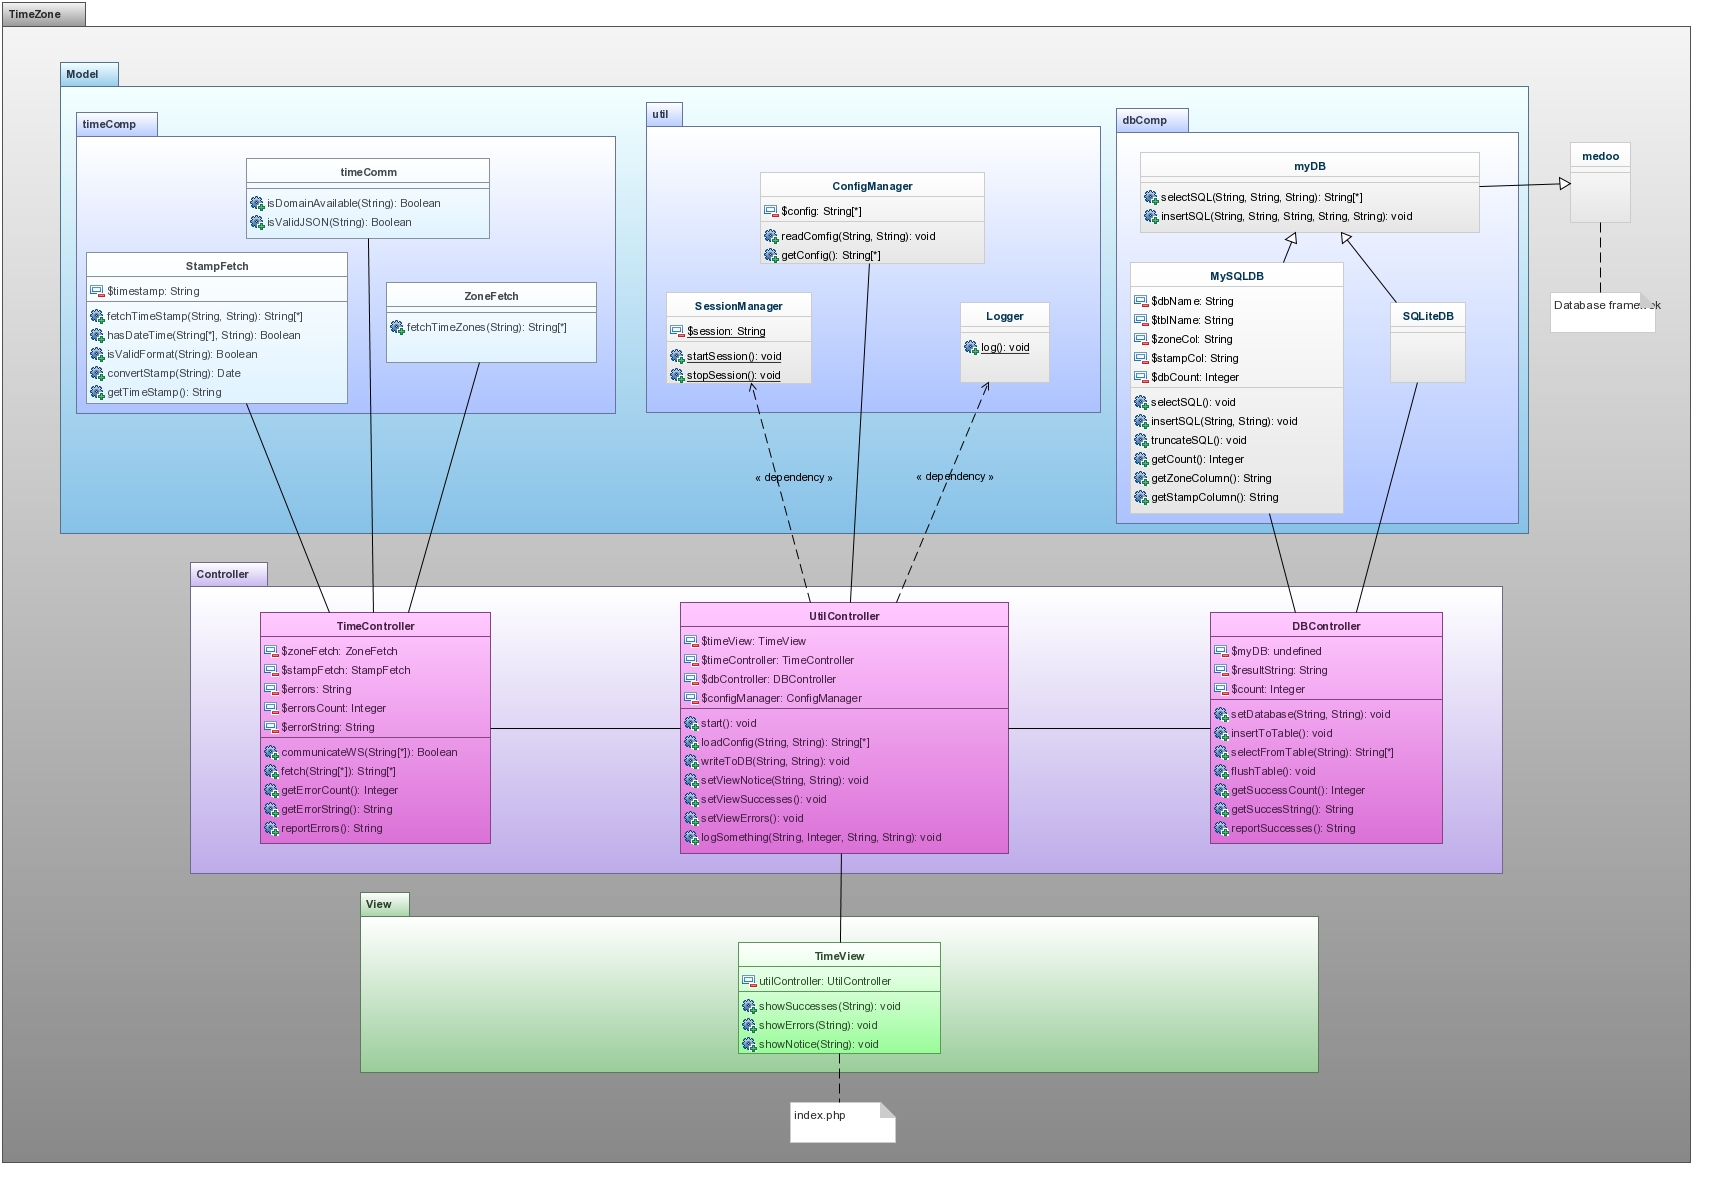 TimeZone
Model
timeComp
timeComm
isDomainAvailable(String): Boolean
isValidJSON(String): Boolean
StampFetch
$timestamp: String
fetchTimeStamp(String, String): String[*]
hasDateTime(String[*], String): Boolean
isValidFormat(String): Boolean
convertStamp(String): Date
getTimeStamp(): String
ZoneFetch
fetchTimeZones(String): String[*]
util
ConfigManager
$config: String[*]
readComfig(String, String): void
getConfig(): String[*]
SessionManager
$session: String
startSession(): void
stopSession(): void
Logger
log(): void
« dependency »
« dependency »
dbComp
myDB
selectSQL(String, String, String): String[*]
insertSQL(String, String, String, String, String): void
MySQLDB
$dbName: String
$tblName: String
$zoneCol: String
$stampCol: String
$dbCount: Integer
selectSQL(): void
insertSQL(String, String): void
truncateSQL(): void
getCount(): Integer
getZoneColumn(): String
getStampColumn(): String
SQLiteDB
medoo
Database framework
Controller
TimeController
$zoneFetch: ZoneFetch
$stampFetch: StampFetch
$errors: String
$errorsCount: Integer
$errorString: String
communicateWS(String[*]): Boolean
fetch(String[*]): String[*]
getErrorCount(): Integer
getErrorString(): String
reportErrors(): String
UtilController
$timeView: TimeView
$timeController: TimeController
$dbController: DBController
$configManager: ConfigManager
start(): void
loadConfig(String, String): String[*]
writeToDB(String, String): void
setViewNotice(String, String): void
setViewSuccesses(): void
setViewErrors(): void
logSomething(String, Integer, String, String): void
DBController
$myDB: undefined
$resultString: String
$count: Integer
setDatabase(String, String): void
insertToTable(): void
selectFromTable(String): String[*]
flushTable(): void
getSuccessCount(): Integer
getSuccesString(): String
reportSuccesses(): String
View
TimeView
utilController: UtilController
showSuccesses(String): void
showErrors(String): void
showNotice(String): void
index.php